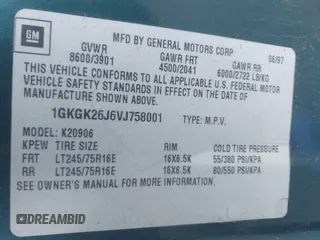 GM
MFD BY GENERAL MOTORS CORP 06/97
GVWR GAWR FRT GAWR RR
8600/3901 4500/2041 6000/2722 LB/KG
THIS VEHICLE CONFORMS TO ALL APPLICABLE U.S. FEDERAL MOTOR
VEHICLE SAFETY STANDARDS IN EFFECT ON THE DATE OF
MANUFACTURE SHOWN ABOVE.
1GKGK26J6VJ758001 TYPE: M.P.V.
MODEL: K20906
KPEW TIRE SIZE RIM COLD TIRE PRESSURE
FRT LT245/75R16E 16X6.5K 55/380 PSI/KPA
RR LT245/75R16E 16X6.5K 80/550 PSI/KPA
SEE OWNER'S MANUAL FOR ADDITIONAL INFORMATION.
DREAMBID